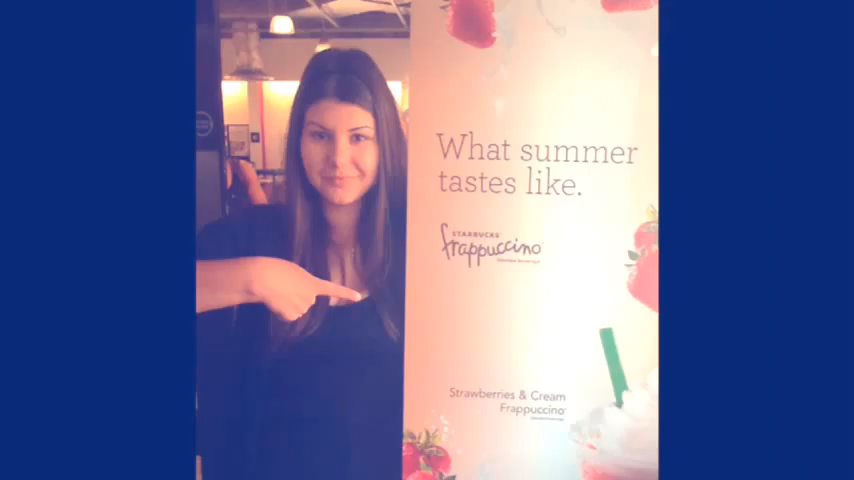 What summer
tastes like.
STARBUCKS
frappuccino
Strawberries & Cream
Frappuccino